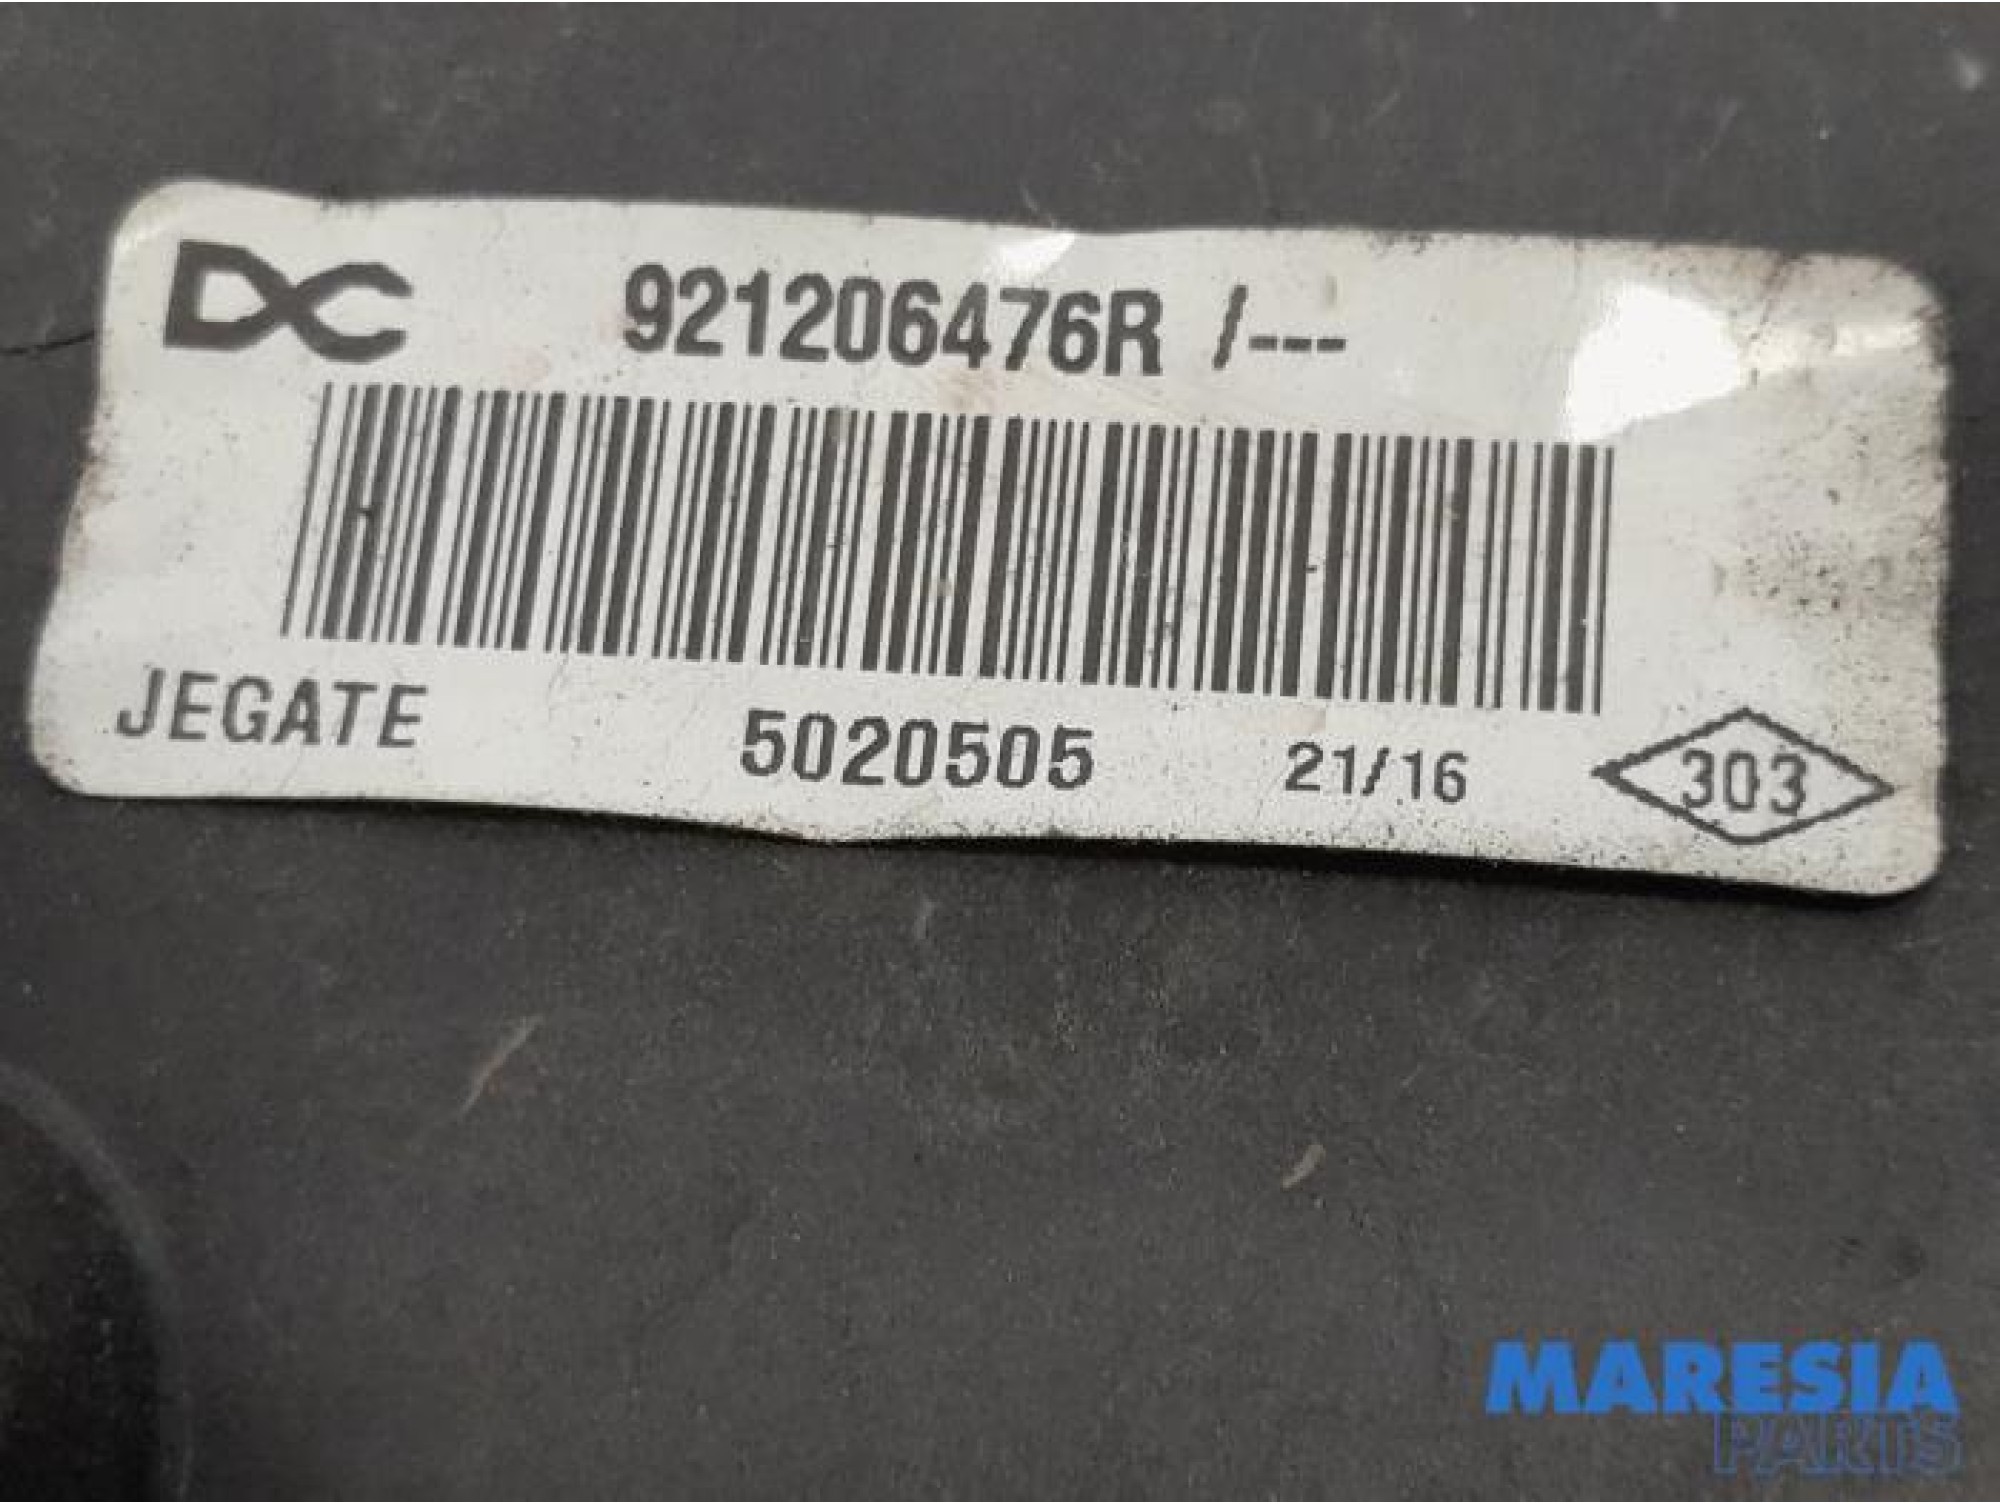 DC 921206476R /---
JEGATE 5020505 21/16 303
MARESIA
PARTS